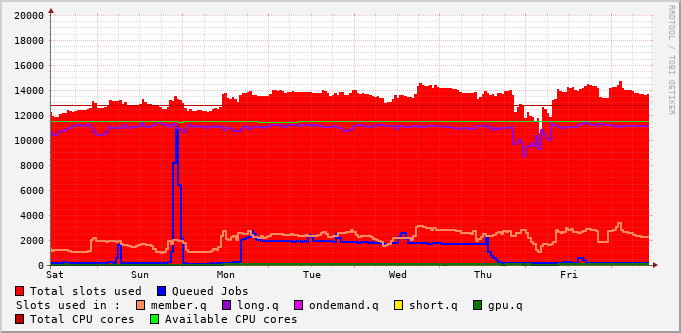 20000
18000
16000
14000
12000
10000
8000
6000
4000
2000
0
Sat Sun Mon Tue Wed Thu Fri
Total slots used Queued Jobs
Slots used in : member.q long.q ondemand.q short.q gpu.q
Total CPU cores Available CPU cores
RRDTOOL / TOBI OETIKER